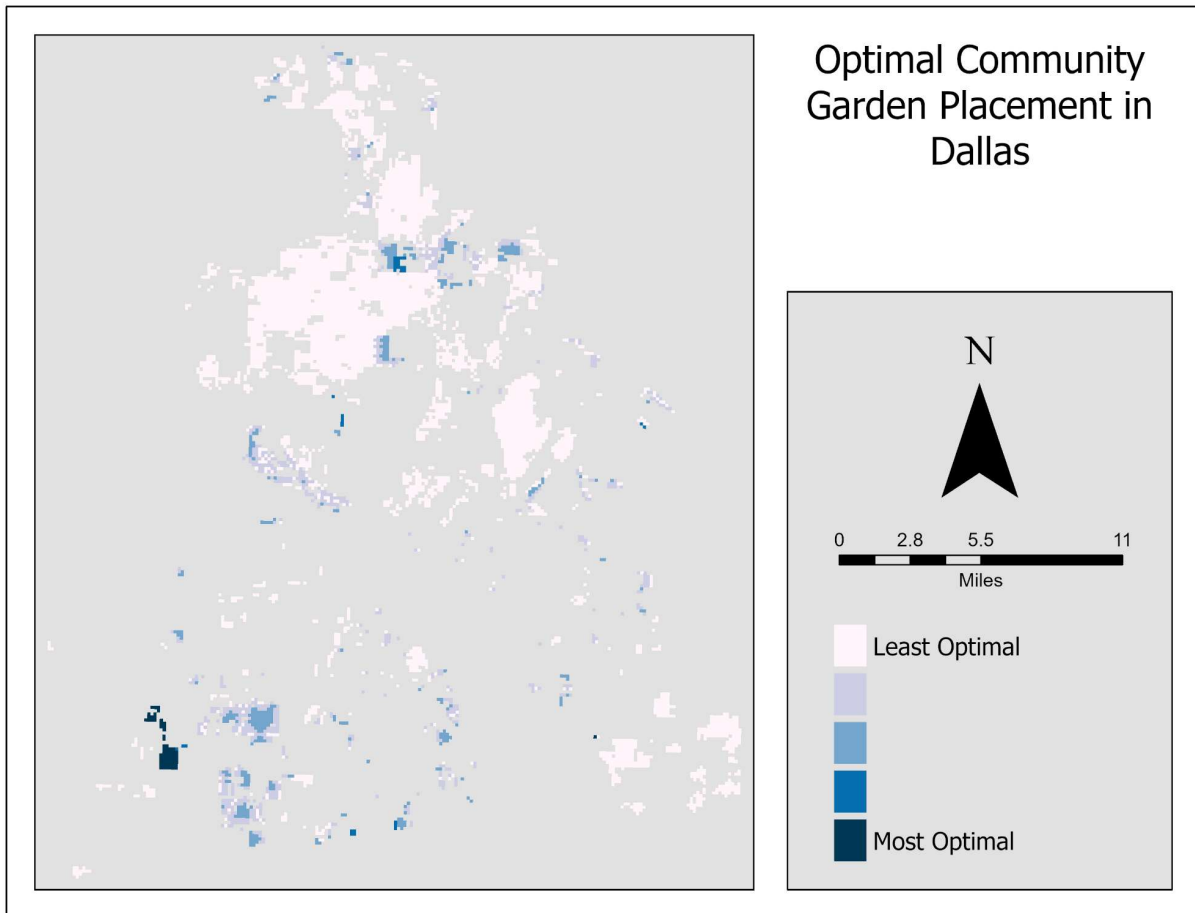 Optimal Community
Garden Placement in
Dallas
N
0 2.8 5.5 11
Miles
Least Optimal
Most Optimal